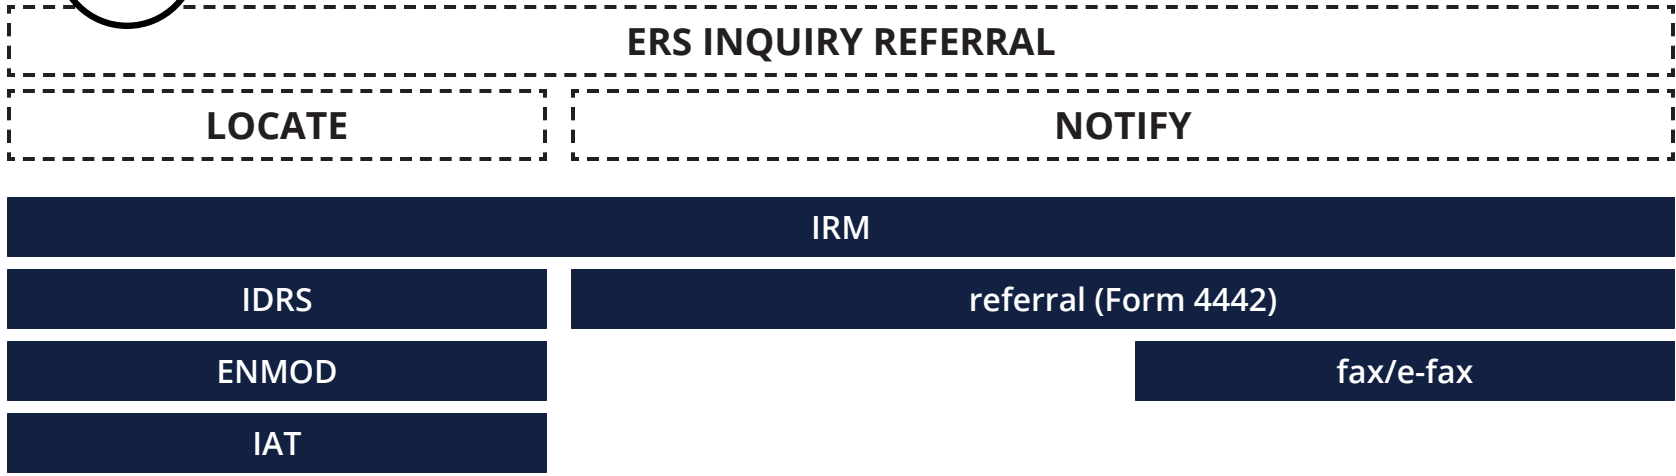 ERS INQUIRY REFERRAL
LOCATE
NOTIFY
IRM
IDRS
referral (Form 4442)
ENMOD
fax/e-fax
IAT